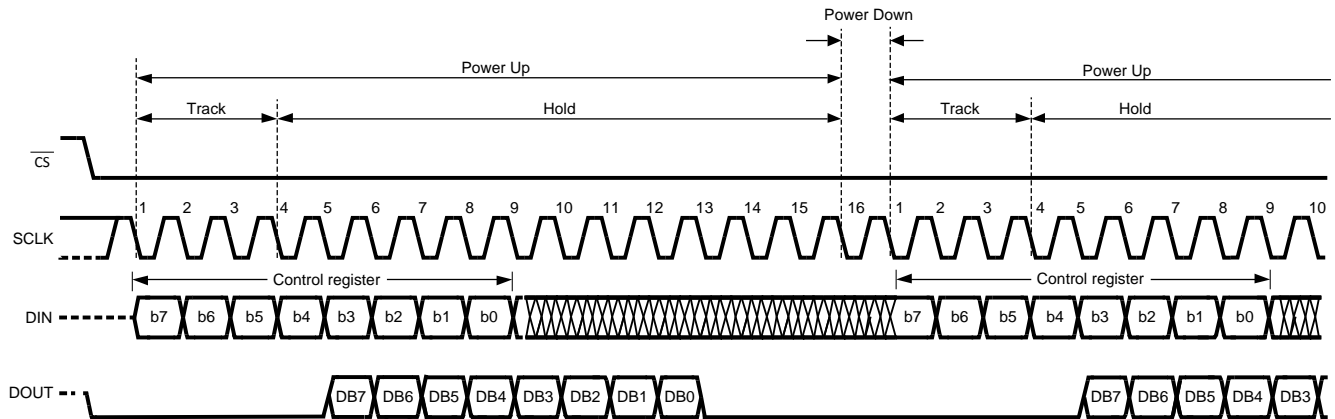 Power Down
Power Up Power Up
Track Hold Track Hold
CS
1 2 3 4 5 6 7 8 9 10 11 12 13 14 15 16 1 2 3 4 5 6 7 8 9 10
SCLK
Control register Control register
DIN b7 b6 b5 b4 b3 b2 b1 b0 b7 b6 b5 b4 b3 b2 b1 b0
DOUT DB7 DB6 DB5 DB4 DB3 DB2 DB1 DB0 DB7 DB6 DB5 DB4 DB3